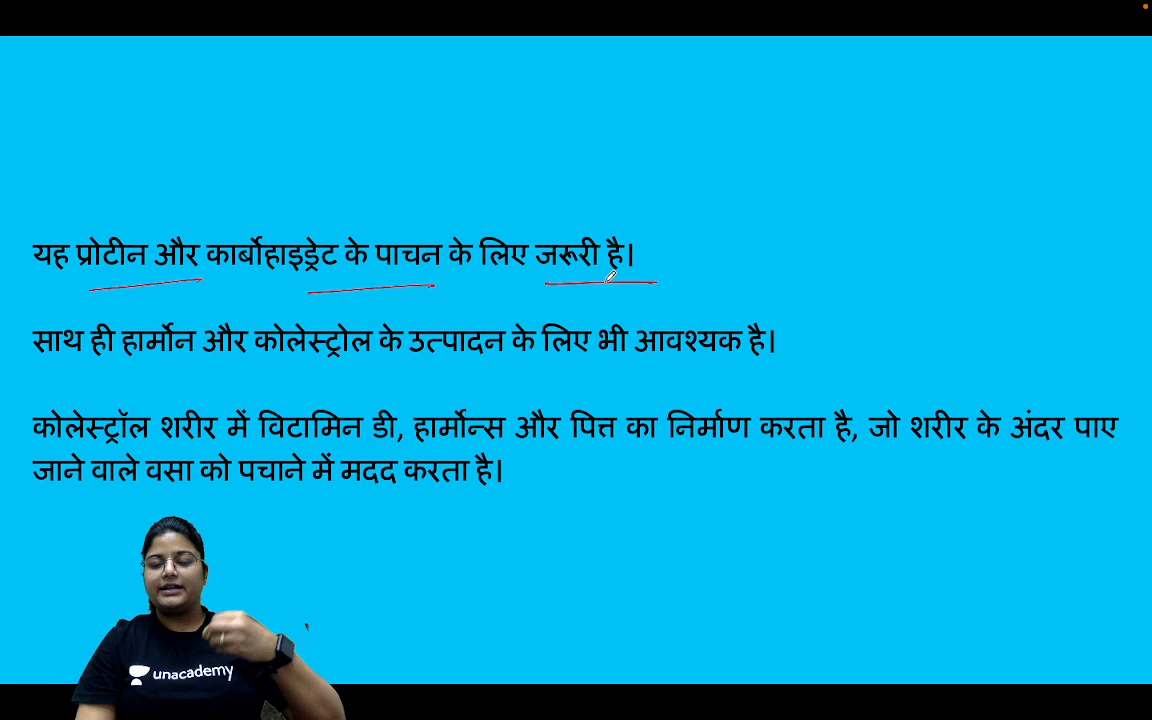 यह प्रोटीन और कार्बोहाइड्रेट के पाचन के लिए जरूरी है।
साथ ही हार्मोन और कोलेस्ट्रोल के उत्पादन के लिए भी आवश्यक है।
कोलेस्ट्रॉल शरीर में विटामिन डी, हार्मोन्स और पित्त का निर्माण करता है, जो शरीर के अंदर पाए
जाने वाले वसा को पचाने में मदद करता है।
unacademy